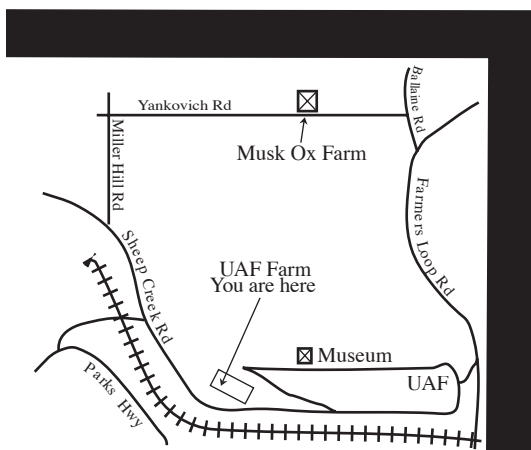 Ballaine Rd
Yankovich Rd
Musk Ox Farm
Miller Hill Rd
Farmers Loop Rd
Sheep Creek Rd
UAF Farm
You are here
Museum
UAF
Parks Hwy